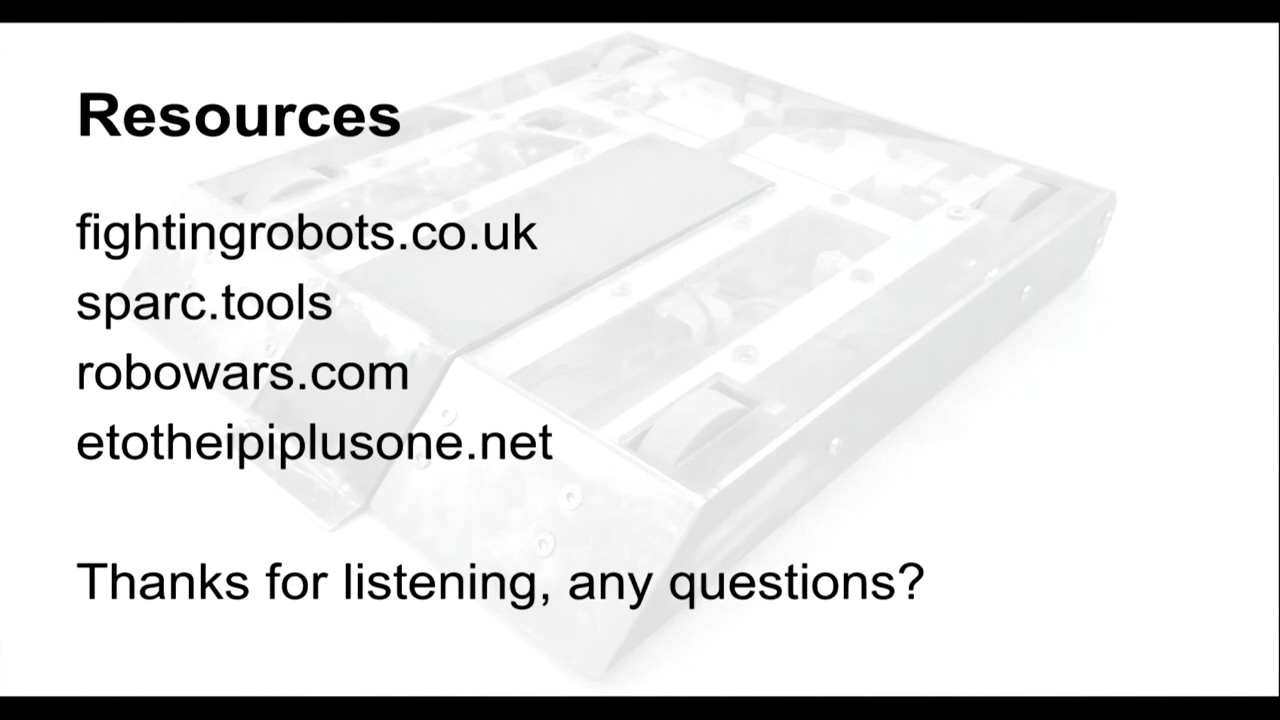 Resources
fightingrobots.co.uk
sparc.tools
robowars.com
etotheipiplusone.net
Thanks for listening, any questions?